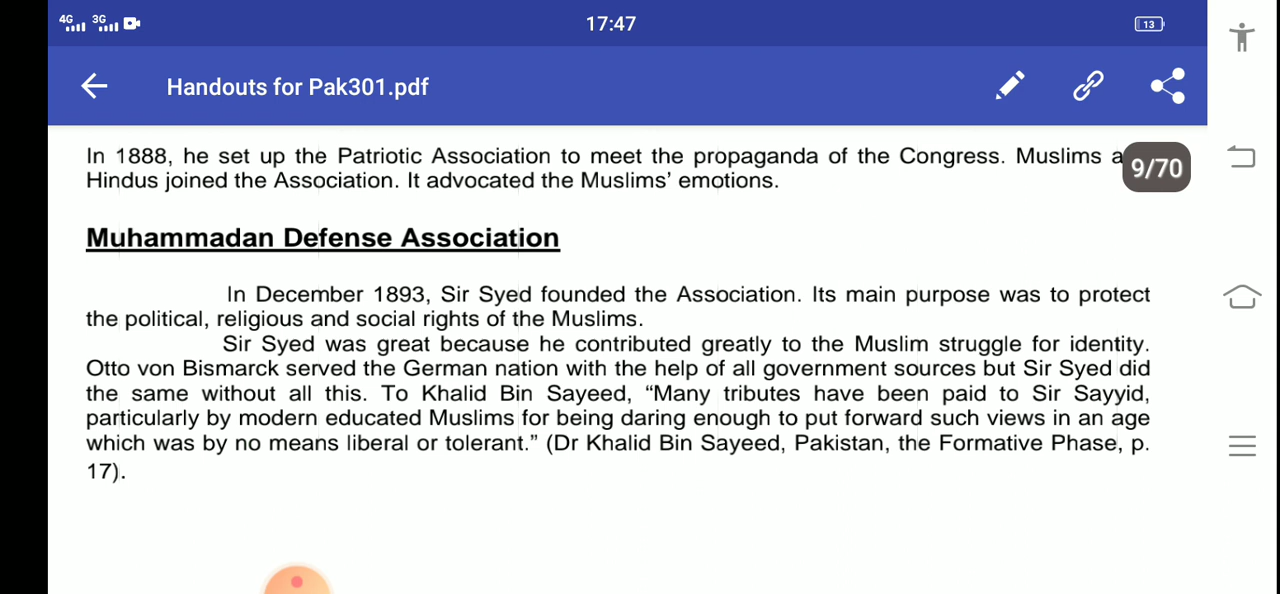 4G 3G 17:47 13
Handouts for Pak301.pdf
In 1888, he set up the Patriotic Association to meet the propaganda of the Congress. Muslims a
9/70
Hindus joined the Association. It advocated the Muslims’ emotions.
Muhammadan Defense Association
In December 1893, Sir Syed founded the Association. Its main purpose was to protect
the political, religious and social rights of the Muslims.
Sir Syed was great because he contributed greatly to the Muslim struggle for identity.
Otto von Bismarck served the German nation with the help of all government sources but Sir Syed did
the same without all this. To Khalid Bin Sayeed, “Many tributes have been paid to Sir Sayyid,
particularly by modern educated Muslims for being daring enough to put forward such views in an age
which was by no means liberal or tolerant.” (Dr Khalid Bin Sayeed, Pakistan, the Formative Phase, p.
17).